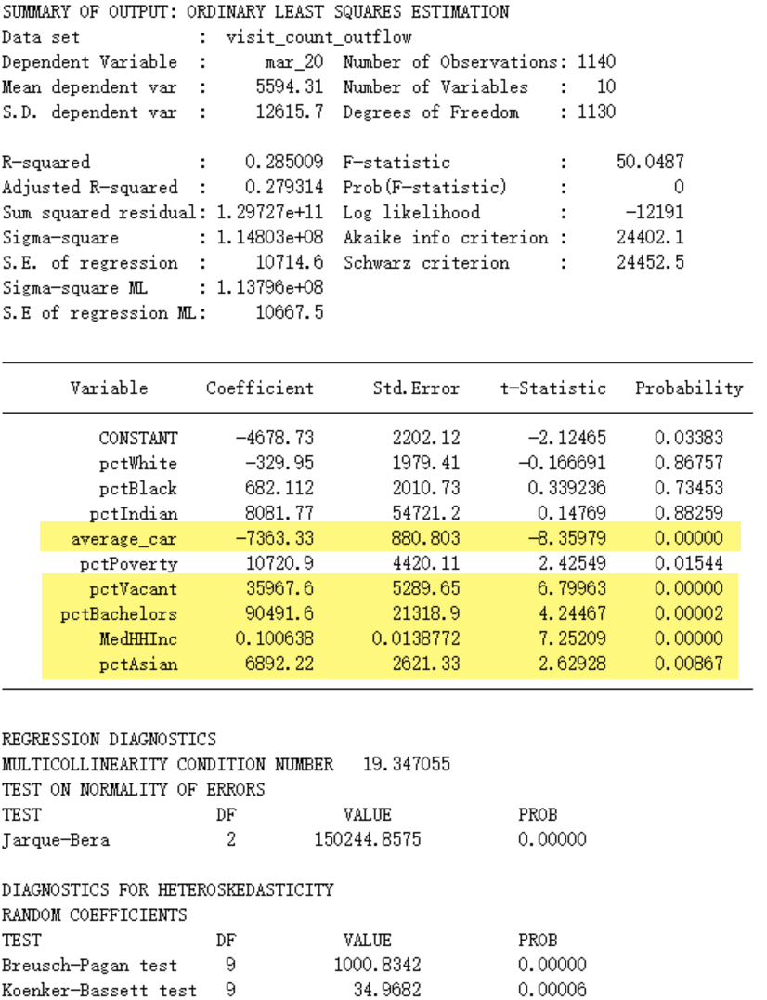 SUMMARY OF OUTPUT: ORDINARY LEAST SQUARES ESTIMATION
Data set : visit_count_outflow
Dependent Variable : mar_20 Number of Observations: 1140
Mean dependent var : 5594.31 Number of Variables : 10
S.D. dependent var : 12615.7 Degrees of Freedom : 1130
R-squared : 0.285009 F-statistic : 50.0487
Adjusted R-squared : 0.279314 Prob(F-statistic) : 0
Sum squared residual: 1.29727e+11 Log likelihood : -12191
Sigma-square : 1.14803e+08 Akaike info criterion : 24402.1
S.E. of regression : 10714.6 Schwarz criterion : 24452.5
Sigma-square ML : 1.13796e+08
S.E of regression ML: 10667.5
Variable Coefficient Std.Error t-Statistic Probability
CONSTANT -4678.73 2202.12 -2.12465 0.03383
pctWhite -329.95 1979.41 -0.166691 0.86757
pctBlack 682.112 2010.73 0.339236 0.73453
pctIndian 8081.77 54721.2 0.14769 0.88259
average_car -7363.33 880.803 -8.35979 0.00000
pctPoverty 10720.9 4420.11 2.42549 0.01544
pctVacant 35967.6 5289.65 6.79963 0.00000
pctBachelors 90491.6 21318.9 4.24467 0.00002
MedHHInc 0.100638 0.0138772 7.25209 0.00000
pctAsian 6892.22 2621.33 2.62928 0.00867
REGRESSION DIAGNOSTICS
MULTICOLLINEARITY CONDITION NUMBER 19.347055
TEST ON NORMALITY OF ERRORS
TEST DF VALUE PROB
Jarque-Bera 2 150244.8575 0.00000
DIAGNOSTICS FOR HETEROSKEDASTICITY
RANDOM COEFFICIENTS
TEST DF VALUE PROB
Breusch-Pagan test 9 1000.8342 0.00000
Koenker-Bassett test 9 34.9682 0.00006